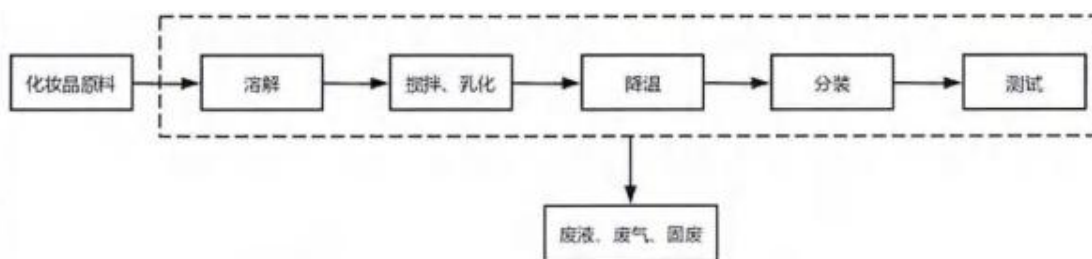 化妆品原料
溶解
搅拌、乳化
降温
分装
测试
废液、废气、固废